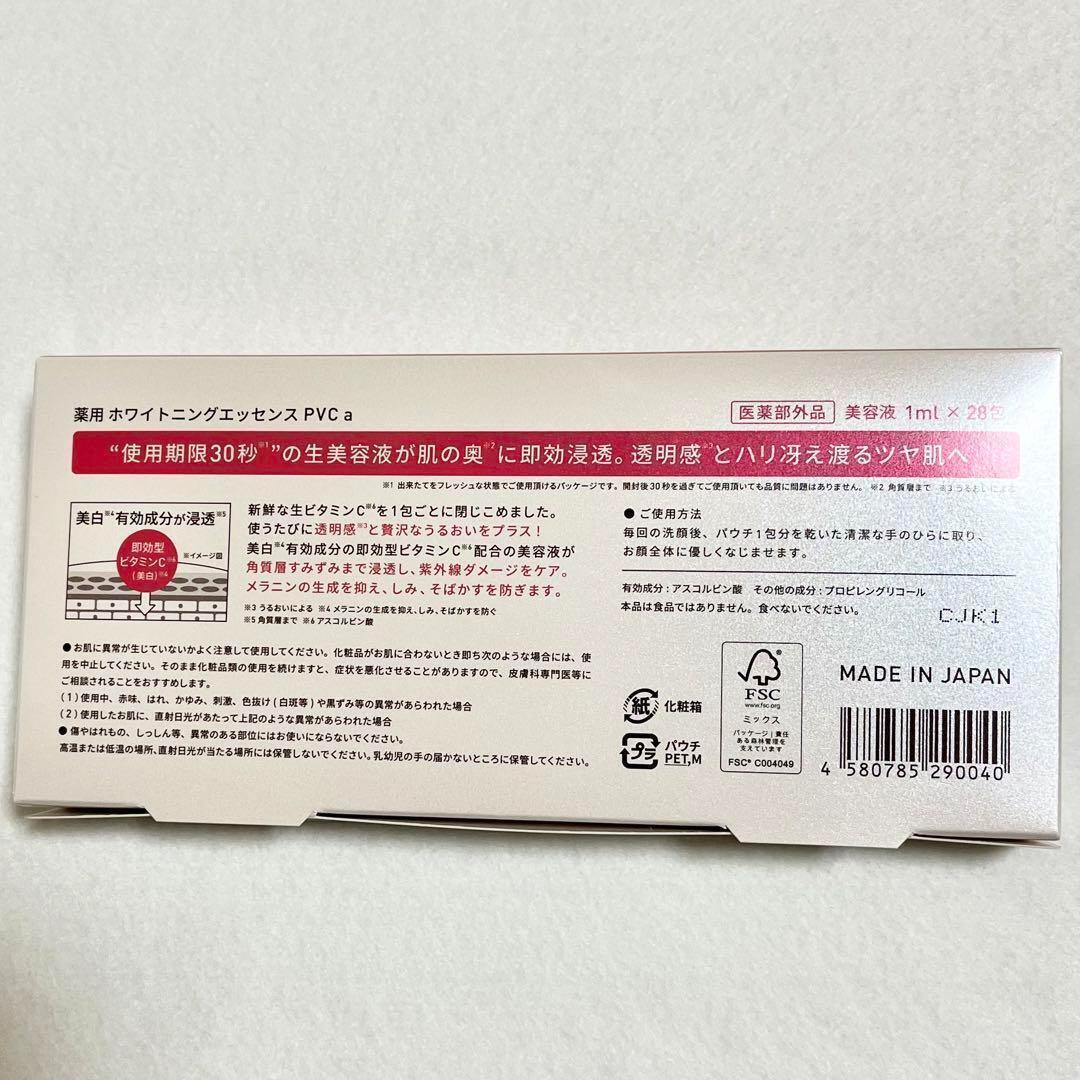 薬用 ホワイトニングエッセンス PVC a
医薬部外品 美容液 1ml × 28包
“使用期限30秒※1”の生美容液が肌の奥※2に即効浸透。透明感※3とハリ冴え渡るツヤ肌へ
※1 出来たてをフレッシュな状態でご使用頂けるパッケージです。開封後30秒を過ぎてご使用頂いても品質に問題はありません。 ※2 角質層まで ※3 うるおいによる
美白※4有効成分が浸透※5
即効型
ビタミンC※6
(美白)※4
※イメージ図
新鮮な生ビタミンC※6を1包ごとに閉じこめました。
使うたびに透明感※3と贅沢なうるおいをプラス！
美白※4有効成分の即効型ビタミンC※6配合の美容液が
角質層すみずみまで浸透し、紫外線ダメージをケア。
メラニンの生成を抑え、しみ、そばかすを防ぎます。
※3 うるおいによる ※4 メラニンの生成を抑え、しみ、そばかすを防ぐ
※5 角質層まで ※6 アスコルビン酸
●お肌に異常が生じていないかよく注意して使用してください。化粧品がお肌に合わないとき即ち次のような場合には、使
用を中止してください。そのまま化粧品類の使用を続けますと、症状を悪化させることがありますので、皮膚科専門医等に
ご相談されることをおすすめします。
(1)使用中、赤味、はれ、かゆみ、刺激、色抜け(白斑等)や黒ずみ等の異常があらわれた場合
(2)使用したお肌に、直射日光があたって上記のような異常があらわれた場合
●傷やはれもの、しっしん等、異常のある部位にはお使いにならないでください。
高温または低温の場所、直射日光が当たる場所には保管しないでください。乳幼児の手の届かないところに保管してください。
● ご使用方法
毎回の洗顔後、パウチ1包分を乾いた清潔な手のひらに取り、
お顔全体に優しくなじませます。
有効成分：アスコルビン酸 その他の成分：プロピレングリコール
本品は食品ではありません。食べないでください。
CJK1
紙 化粧箱
プラ パウチ
PET,M
FSC
www.fsc.org
ミックス
パッケージ｜責任
ある森林管理を
支えています
FSC® C004049
MADE IN JAPAN
4 580785 290040